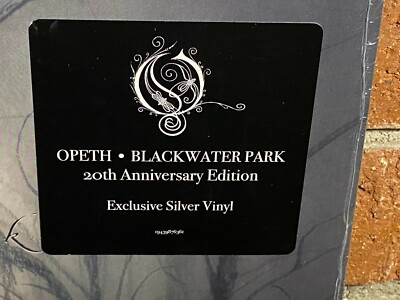 OPETH • BLACKWATER PARK
20th Anniversary Edition
Exclusive Silver Vinyl